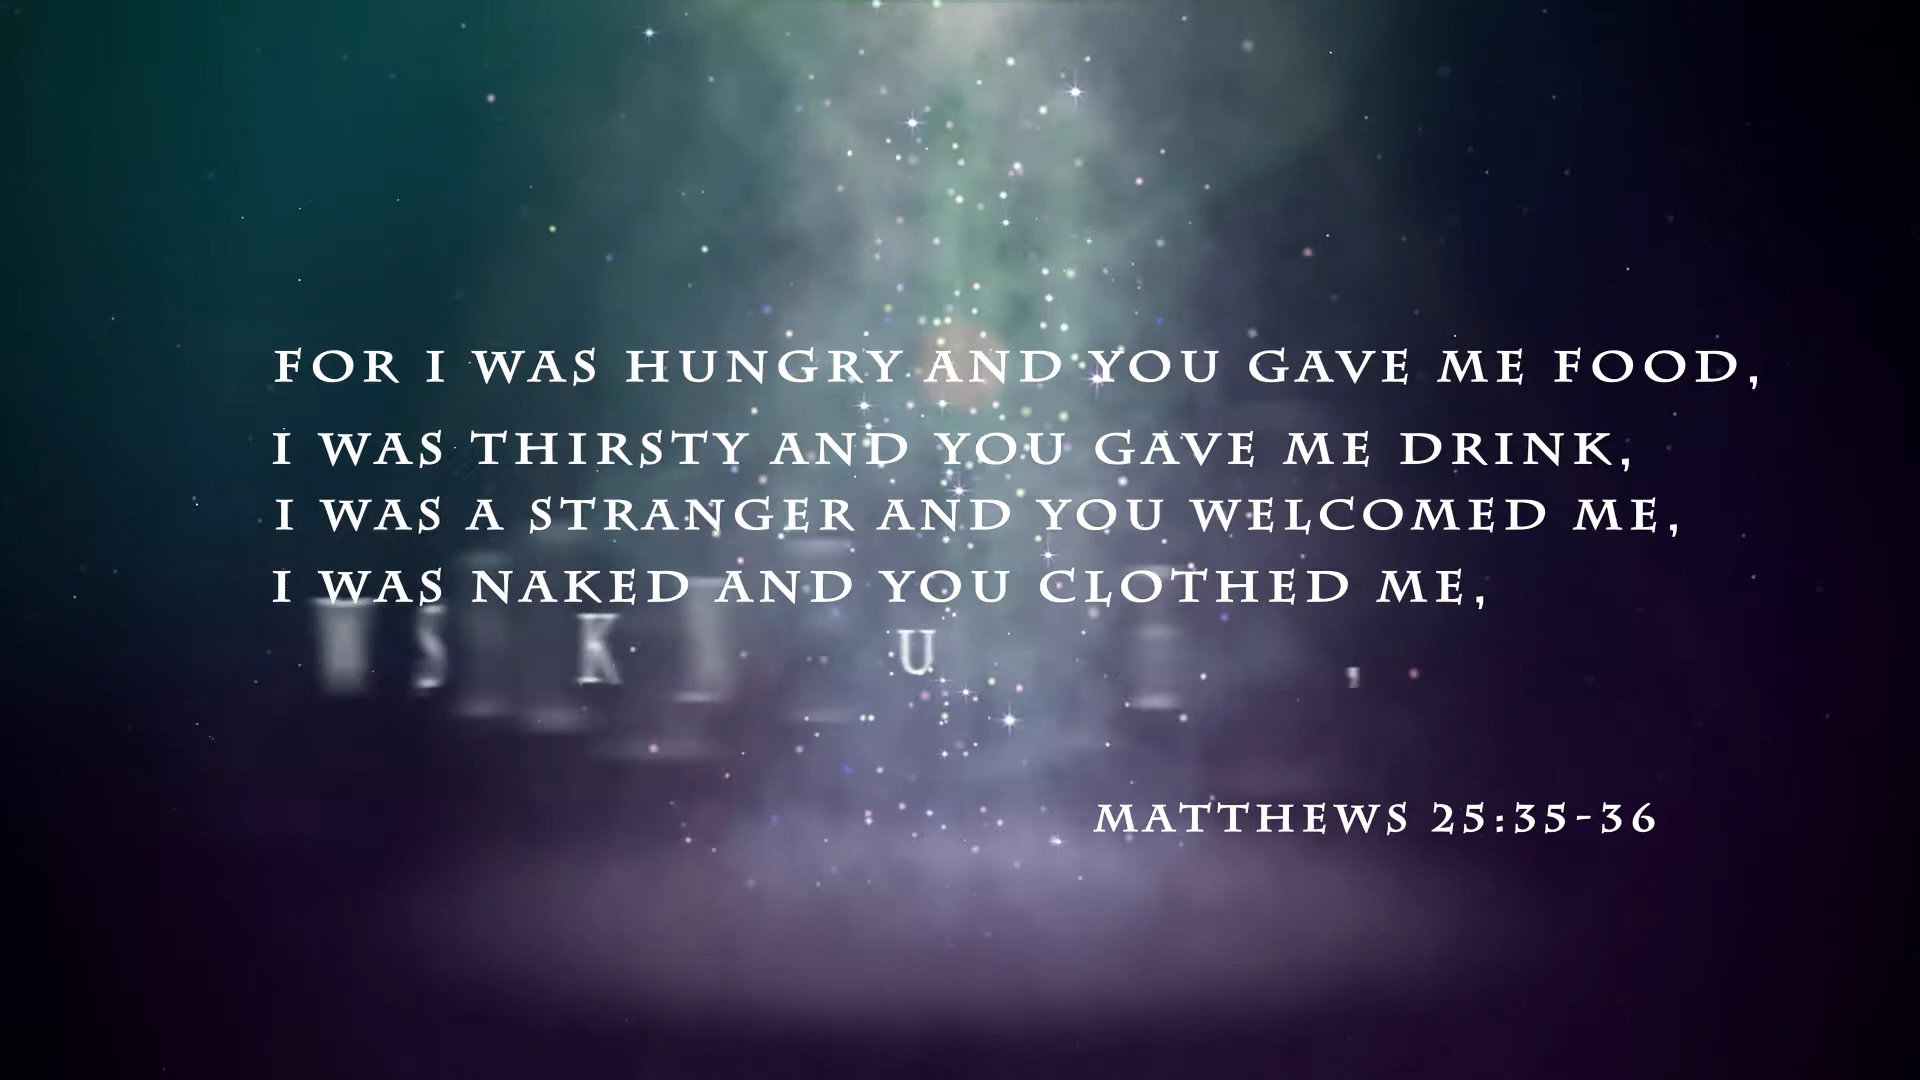 FOR I WAS HUNGRY AND YOU GAVE ME FOOD,
I WAS THIRSTY AND YOU GAVE ME DRINK,
I WAS A STRANGER AND YOU WELCOMED ME,
I WAS NAKED AND YOU CLOTHED ME,
MATTHEWS 25:35-36